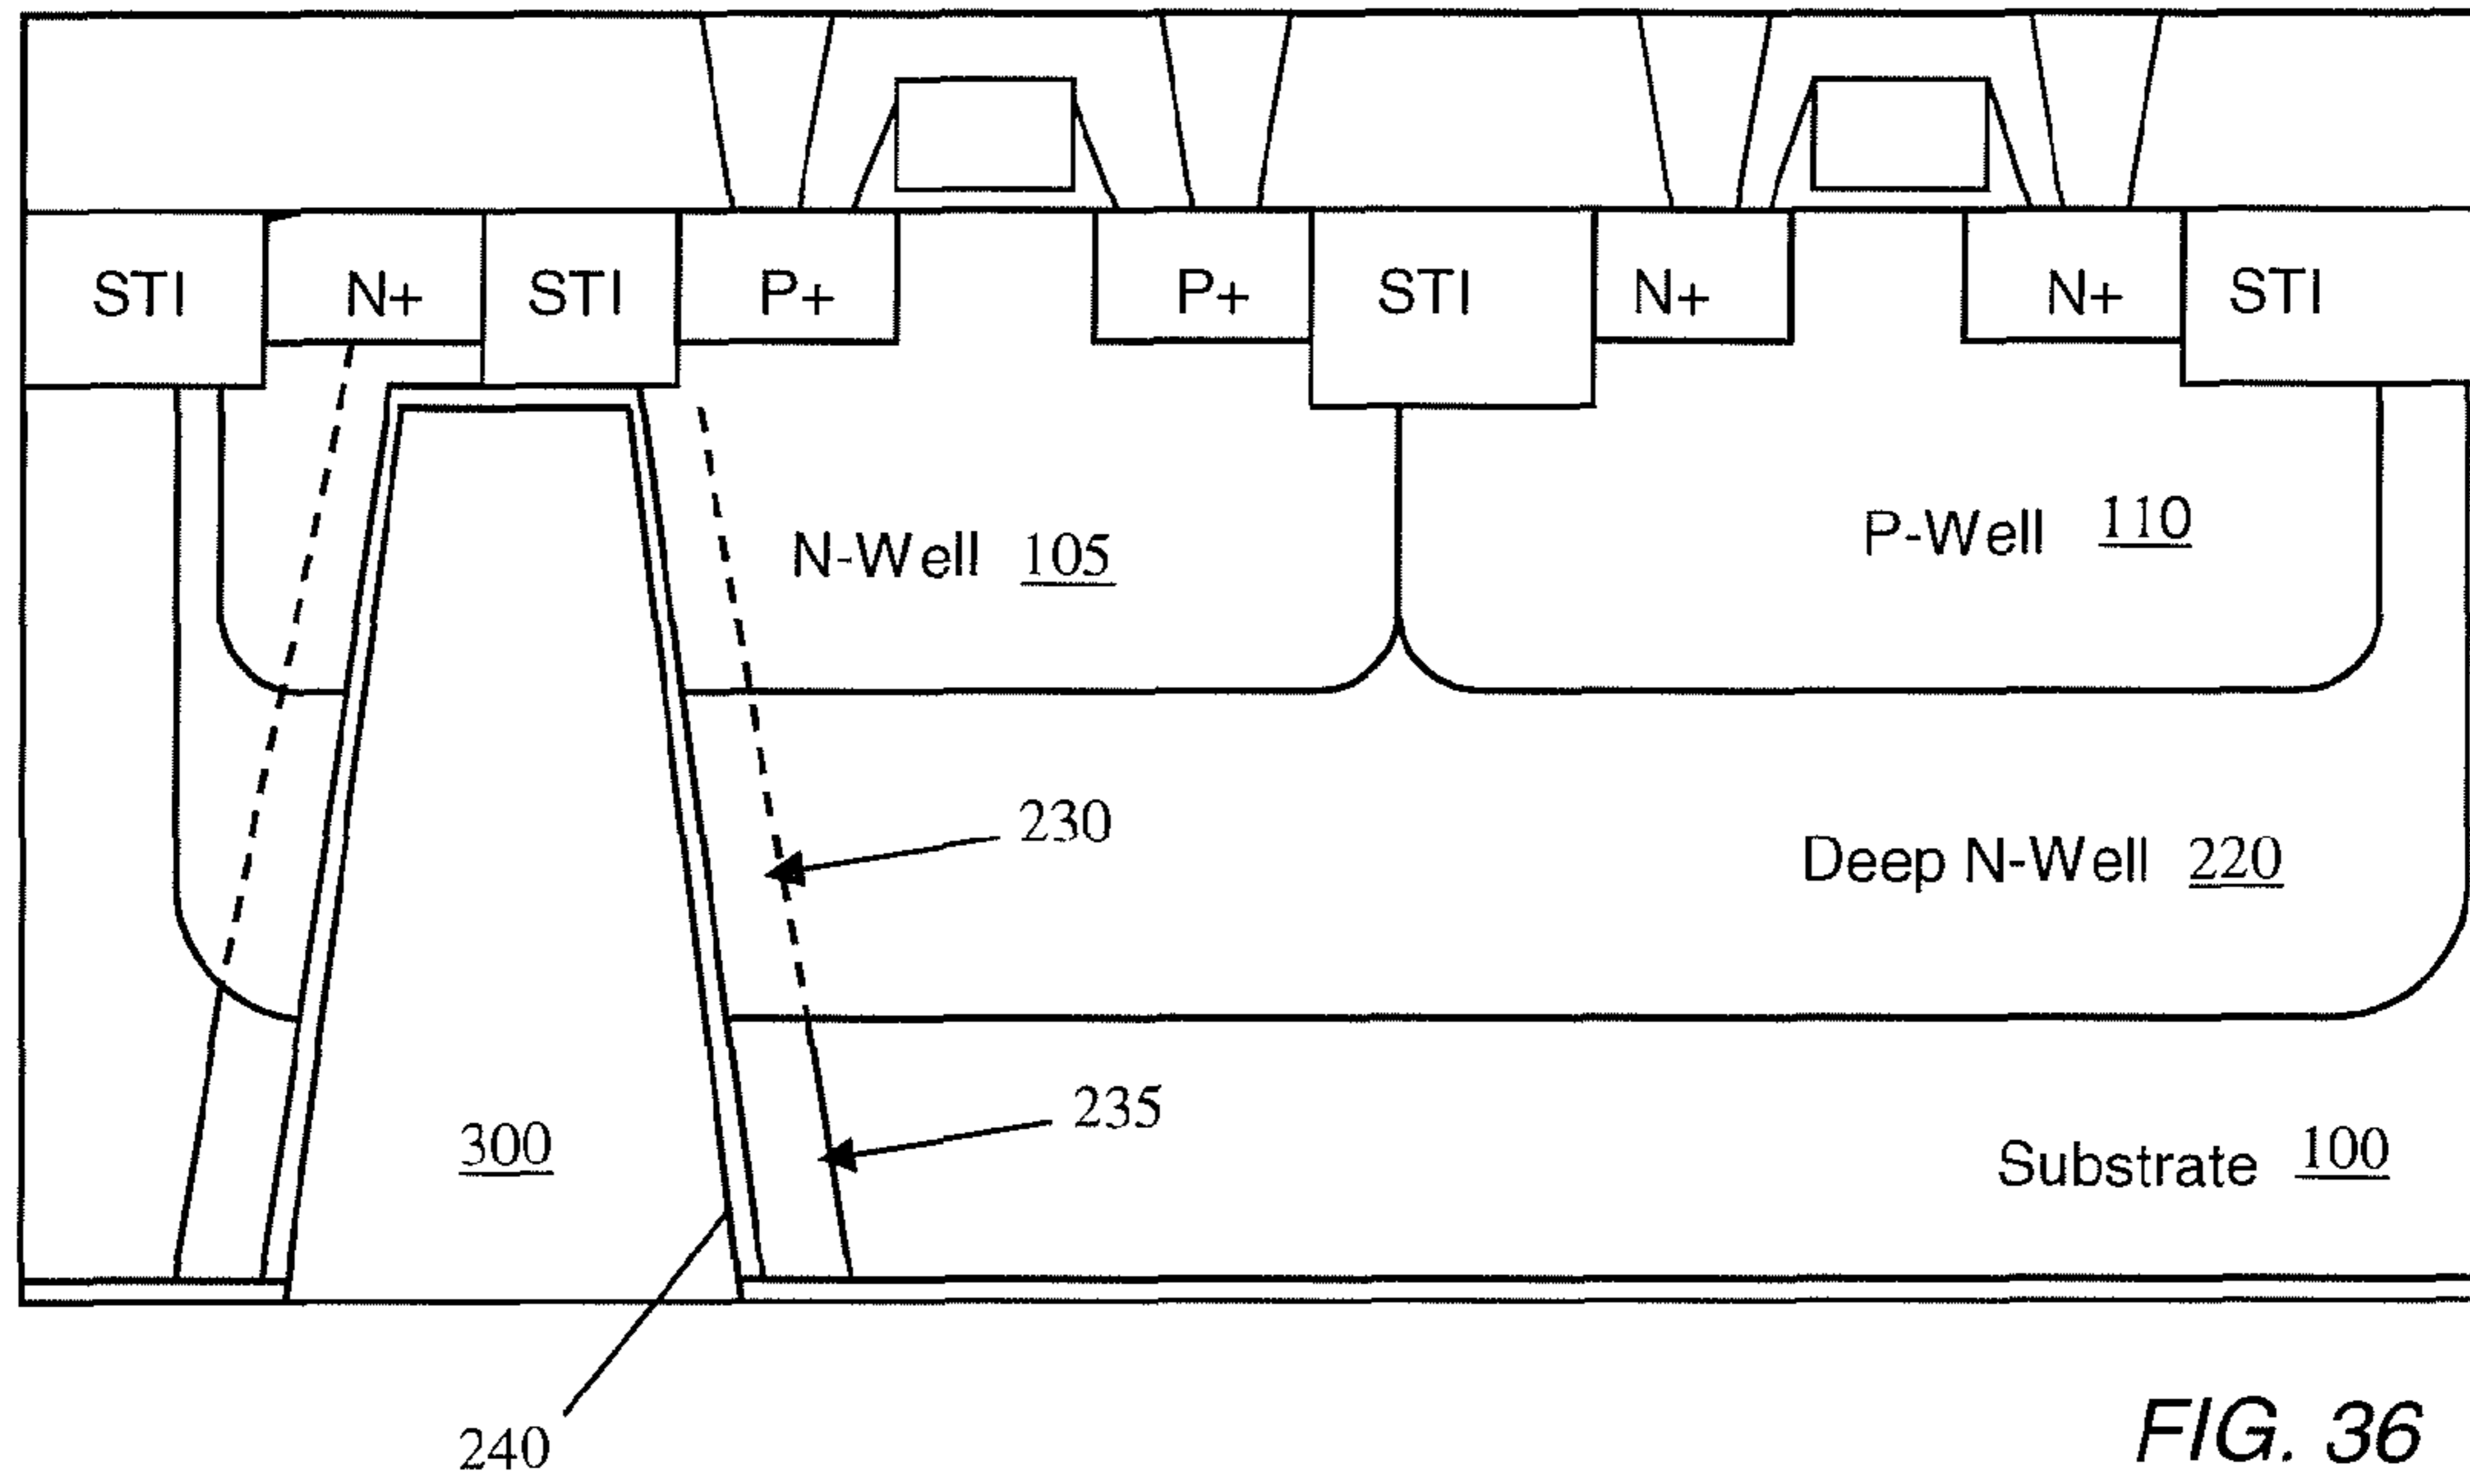 STI N+ STI P+ P+ STI N+ N+ STI
N-Well 105
P-Well 110
230
Deep N-Well 220
235
300
Substrate 100
240
FIG. 36